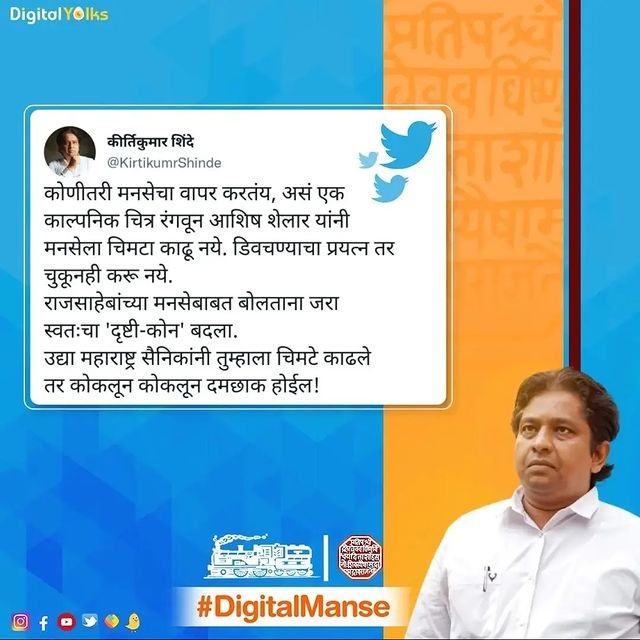 DigitalYolks
कीर्तिकुमार शिंदे
@KirtikumrShinde
कोणीतरी मनसेचा वापर करतंय, असं एक
काल्पनिक चित्र रंगवून आशिष शेलार यांनी
मनसेला चिमटा काढू नये. डिवचण्याचा प्रयत्न तर
चुकूनही करू नये.
राजसाहेबांच्या मनसेबाबत बोलताना जरा
स्वतःचा 'दृष्टी-कोन' बदला.
उद्या महाराष्ट्र सैनिकांनी तुम्हाला चिमटे काढले
तर कोकलून कोकलून दमछाक होईल!
#DigitalManse